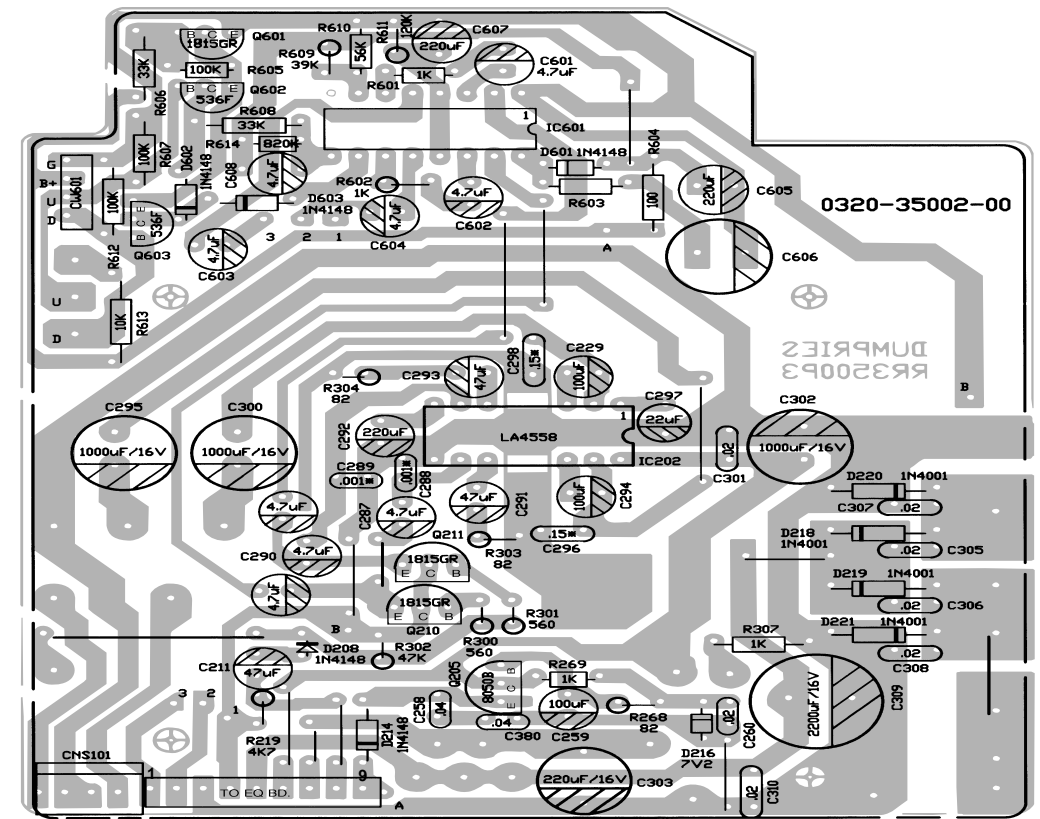 R610
R611
120K
C607
Q601
1815GR
R609
39K
56K
220uF
C601
4.7uF
33K
100K
R605
1K
R601
B C E
Q602
536F
R606
R608
33K
1
IC601
R614
820*
R604
D601 1N4148
G
B+
U
D
CW601
100K
R607
D602
1N4148
C608
4.7uF
R602
1K
4.7uF
R603
100
220uF
C605
100K
D603
1N4148
4.7uF
C602
0320-35002-00
B C E
536F
Q603
R612
4.7uF
C603
3 2 1
C604
A
C606
U
10K
R613
D
DUMPRIES
RR3500P3
C298
.15*
C229
100uF
C293
47uF
R304
82
B
C295
C300
C297
C302
C292
220uF
1
22uF
LA4558
IC202
1000uF/16V
1000uF/16V
1000uF/16V
.02
C301
C289
.001*
.001*
C288
D220 1N4001
4.7uF
C287
4.7uF
47uF
C291
100uF
C294
C307
.02
Q211
D218
1N4001
.15*
C296
4.7uF
C290
R303
82
.02
C305
1815GR
E C B
D219 1N4001
4.7uF
1815GR
E C B
Q210
R301
560
.02
C306
B
D221 1N4001
R300
560
R307
1K
D208
1N4148
R302
47K
.02
C308
C211
47uF
Q205
8050B
E C B
R269
1K
3 2
1
C258
.04
100uF
2200uF/16V
C309
.04
C380
C259
R268
82
.02
C260
R219
4K7
D214
1N4148
D216
7V2
CNS101
1
9
TO EQ BD.
A
220uF/16V
C303
.02
C310